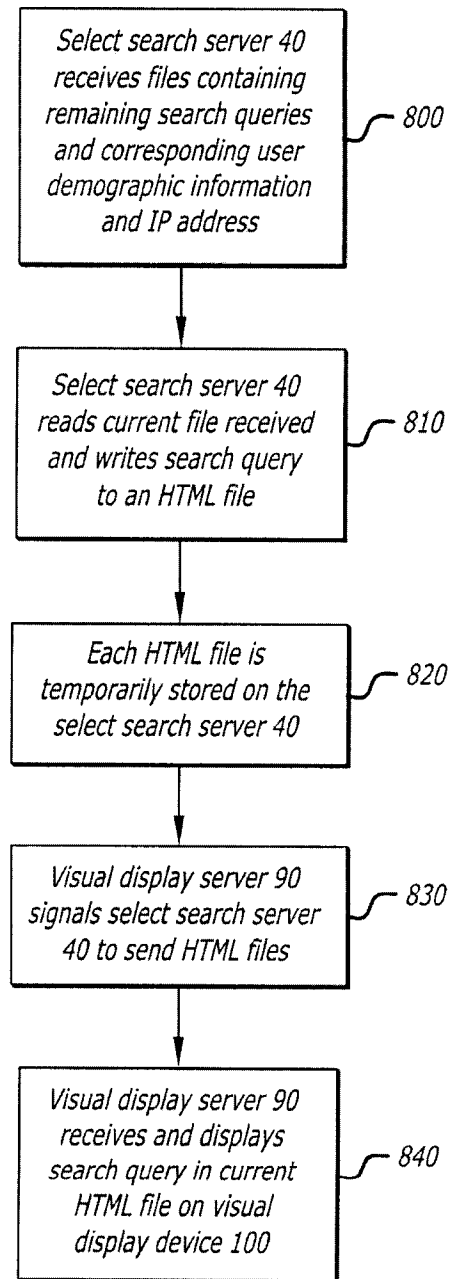 Select search server 40
receives files containing
remaining search queries
and corresponding user
demographic information
and IP address
800
Select search server 40
reads current file received
and writes search query
to an HTML file
810
Each HTML file is
temporarily stored on the
select search server 40
820
Visual display server 90
signals select search server
40 to send HTML files
830
Visual display server 90
receives and displays
search query in current
HTML file on visual
display device 100
840